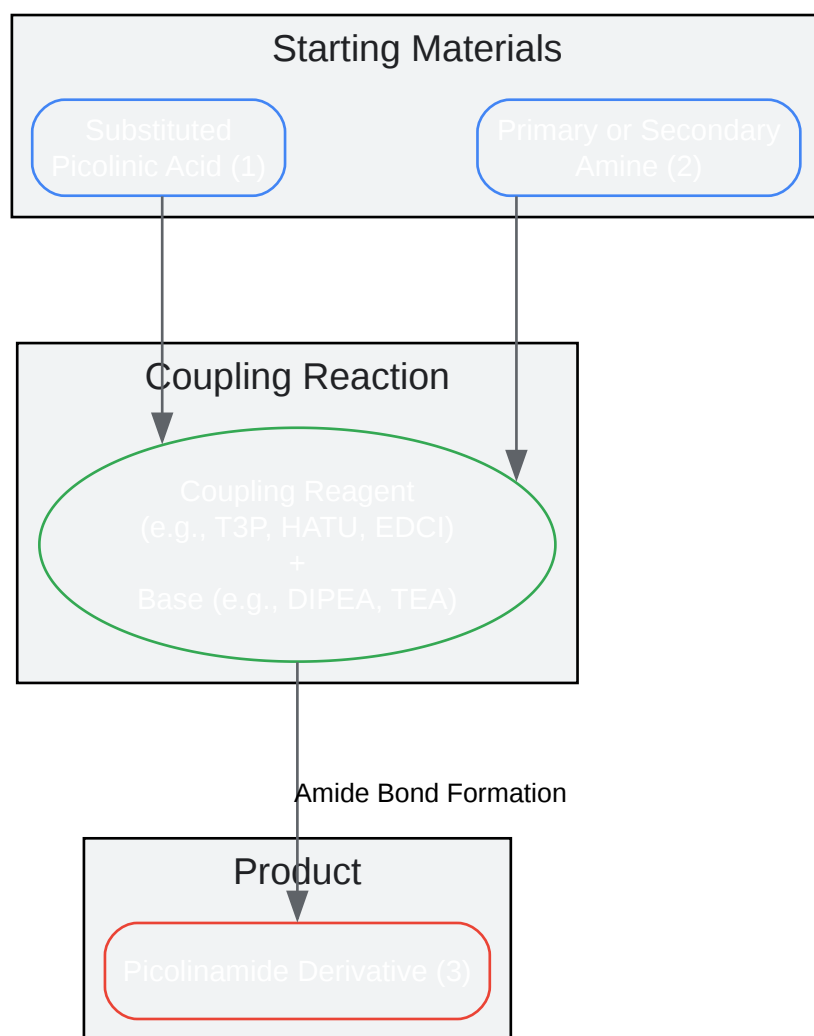 Starting Materials
Substituted
Picolinic Acid (1)
Primary or Secondary
Amine (2)
Coupling Reaction
Coupling Reagent
(e.g., T3P, HATU, EDCI)
+
Base (e.g., DIPEA, TEA)
Amide Bond Formation
Product
Picolinamide Derivative (3)